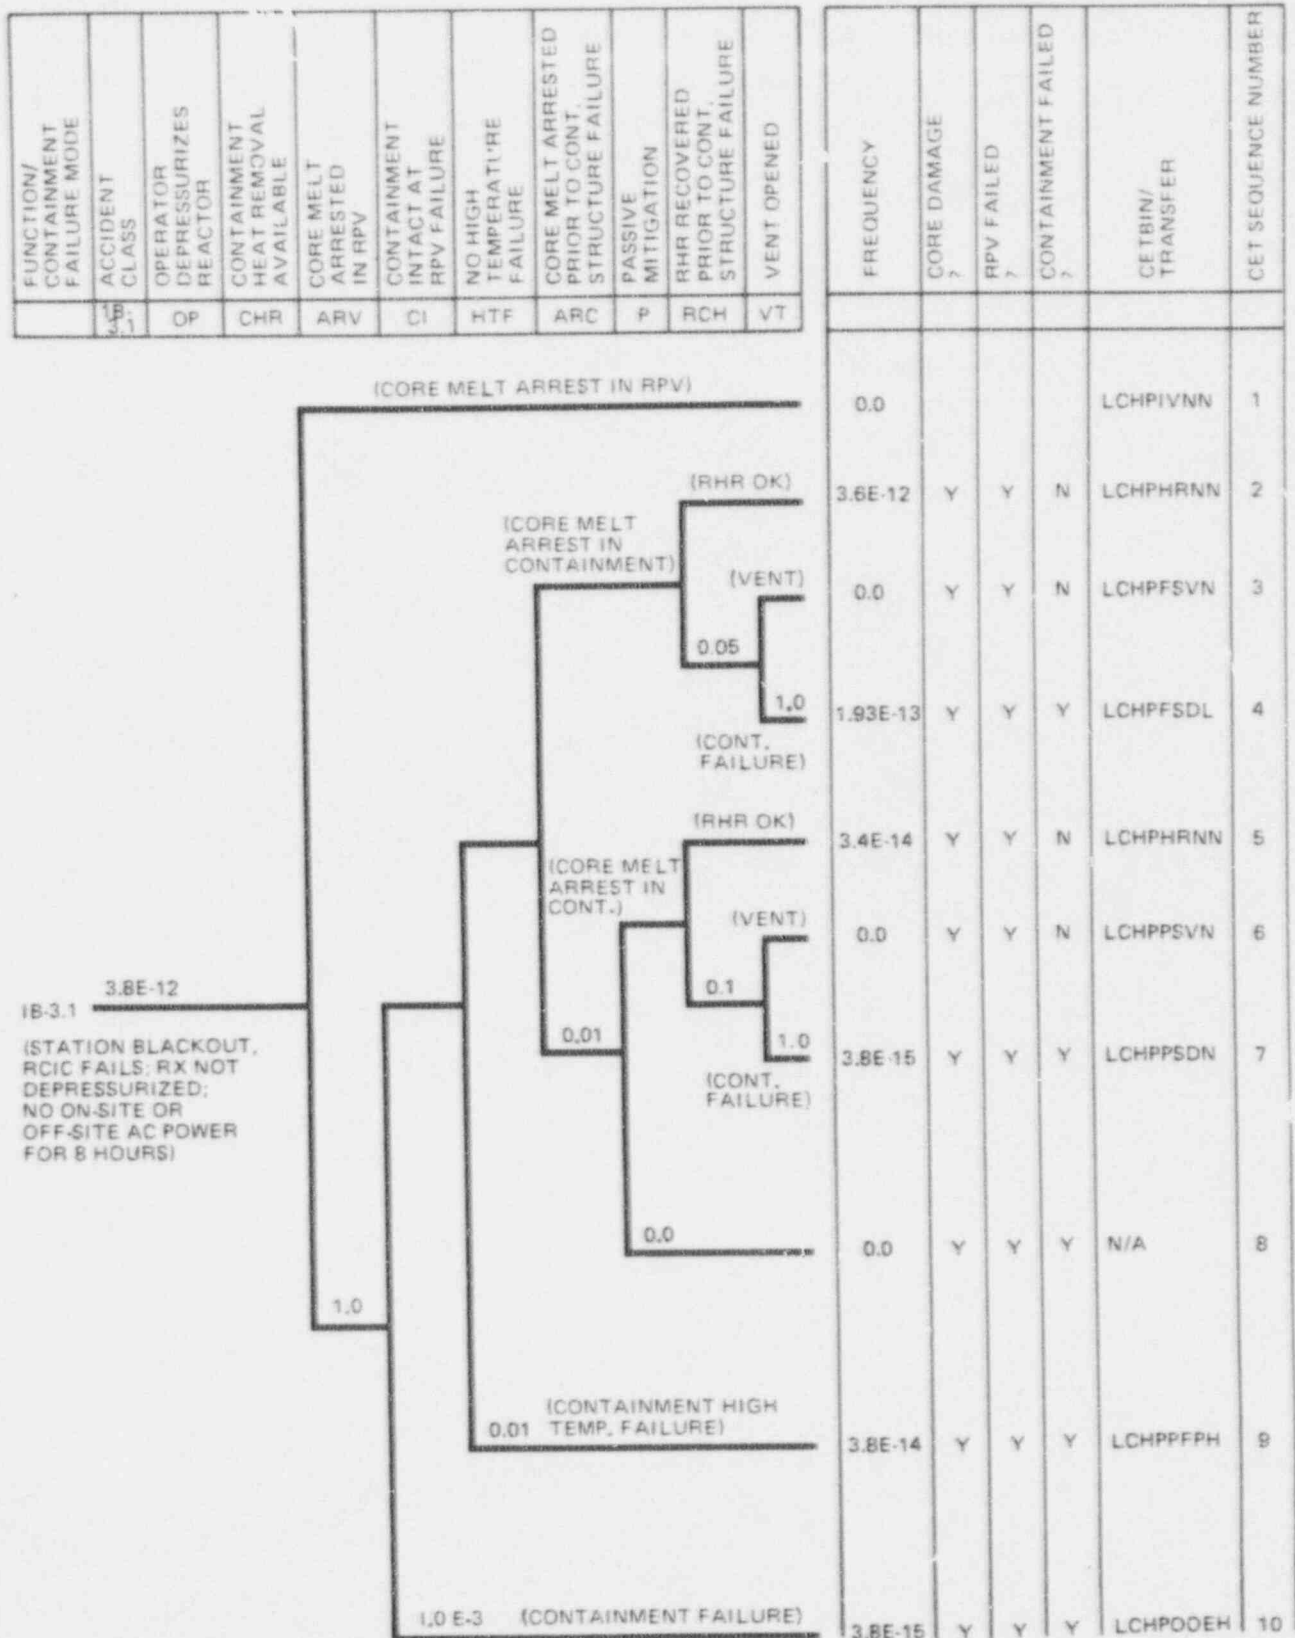 FUNCTION/
CONTAINMENT
FAILURE MODE
ACCIDENT
CLASS
OPERATOR
DEPRESSURIZES
REACTOR
CONTAINMENT
HEAT REMOVAL
AVAILABLE
CORE MELT
ARRESTED
IN RPV
CONTAINMENT
INTACT AT
RPV FAILURE
NO HIGH
TEMPERATURE
FAILURE
CORE MELT ARRESTED
PRIOR TO CONT.
STRUCTURE FAILURE
PASSIVE
MITIGATION
RHR RECOVERED
PRIOR TO CONT.
STRUCTURE FAILURE
VENT OPENED
FREQUENCY
CORE DAMAGE
?
RPV FAILED
?
CONTAINMENT FAILED
?
CETBIN/
TRANSFER
CET SEQUENCE NUMBER
1B-
3.1 OP CHR ARV CI HTF ARC P RCH VT
(CORE MELT ARREST IN RPV)
0.0 LCHPIVNN 1
(RHR OK)
3.6E-12 Y Y N LCHPHRNN 2
(CORE MELT
ARREST IN
CONTAINMENT)
(VENT)
0.0 Y Y N LCHPFSVN 3
0.05
1.0
1.93E-13 Y Y Y LCHPFSDL 4
(CONT.
FAILURE)
(RHR OK)
3.4E-14 Y Y N LCHPHRNN 5
(CORE MELT
ARREST IN
CONT.)
(VENT)
0.0 Y Y N LCHPPSVN 6
0.1
0.01
1.0
3.8E-15 Y Y Y LCHPPSDN 7
(CONT.
FAILURE)
3.8E-12
IB-3.1
(STATION BLACKOUT,
RCIC FAILS; RX NOT
DEPRESSURIZED;
NO ON-SITE OR
OFF-SITE AC POWER
FOR 8 HOURS)
0.0
0.0 Y Y Y N/A 8
1.0
0.01
(CONTAINMENT HIGH
TEMP. FAILURE)
3.8E-14 Y Y Y LCHPPFPH 9
1.0 E-3 (CONTAINMENT FAILURE)
3.8E-15 Y Y Y LCHPOOEH 10